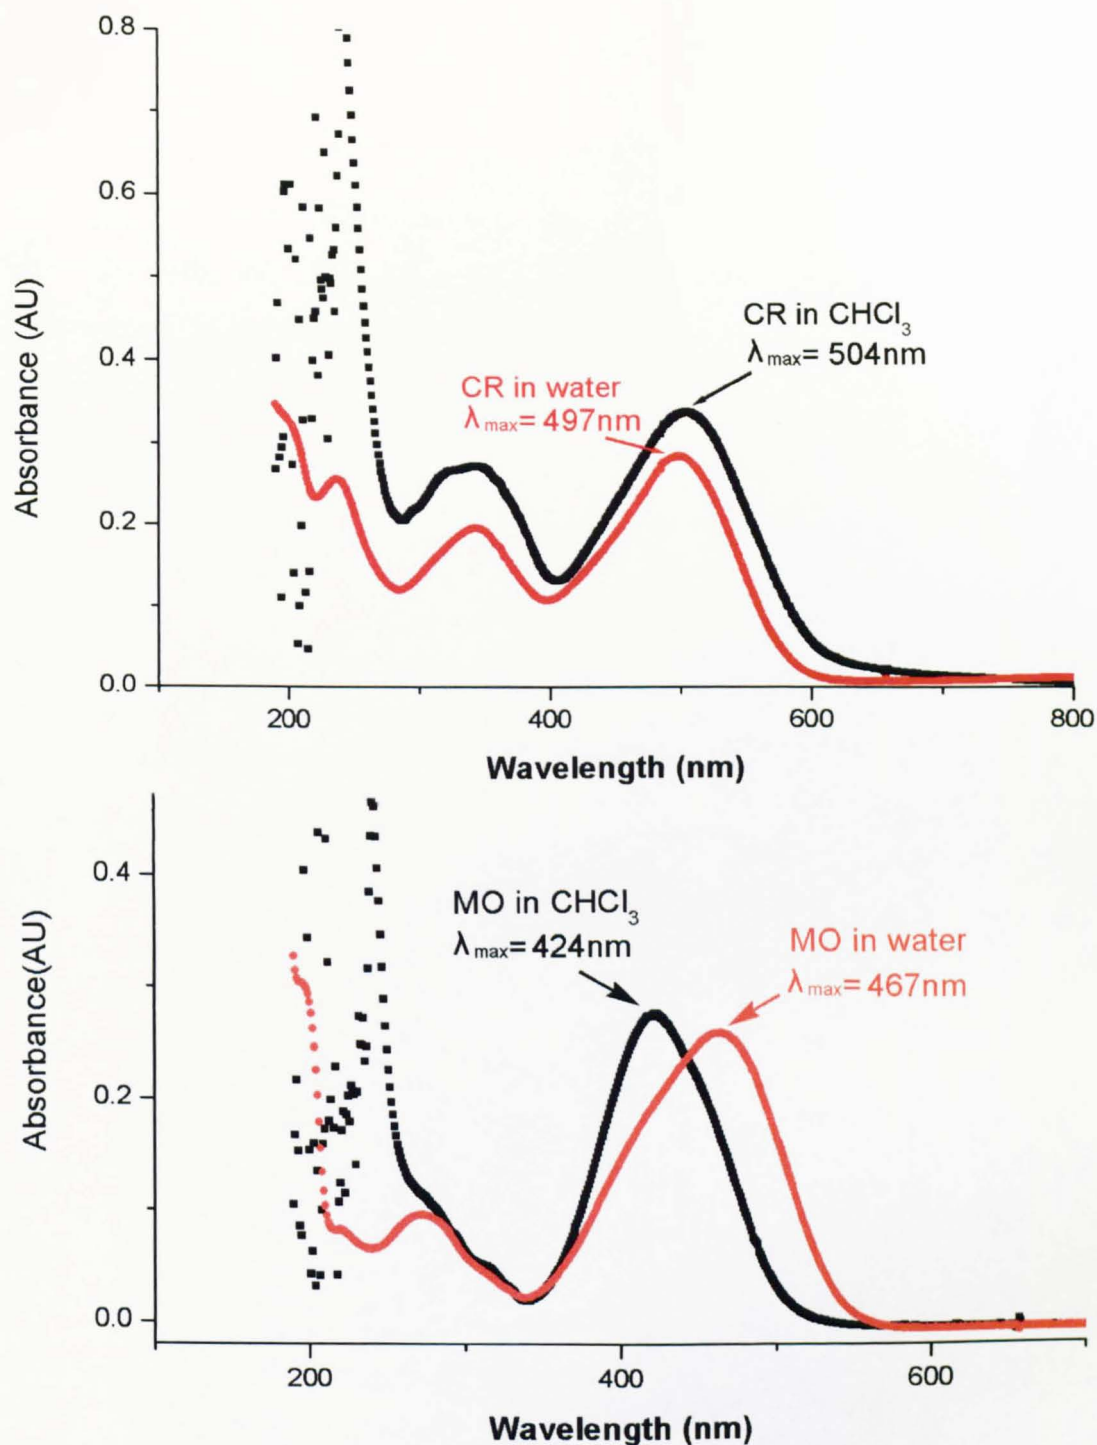 0.8
0.6
0.4
0.2
0.0
Absorbance (AU)
CR in CHCl₃
λmax= 504nm
CR in water
λmax= 497nm
200 400 600 800
Wavelength (nm)
0.4
0.2
0.0
Absorbance(AU)
MO in CHCl₃
λmax= 424nm
MO in water
λmax= 467nm
200 400 600
Wavelength (nm)